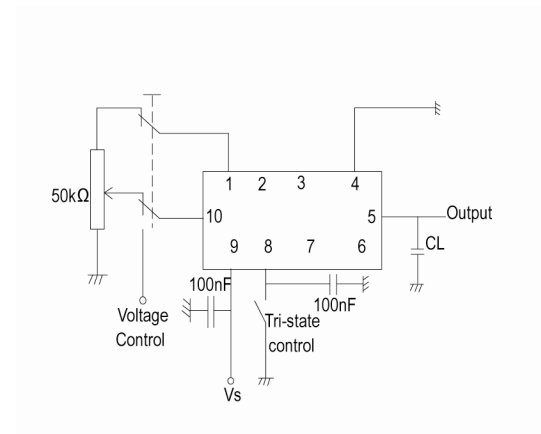 1 2 3 4
50kΩ
10 5 Output
9 8 7 6
CL
100nF
100nF
Voltage
Control
Tri-state
control
Vs